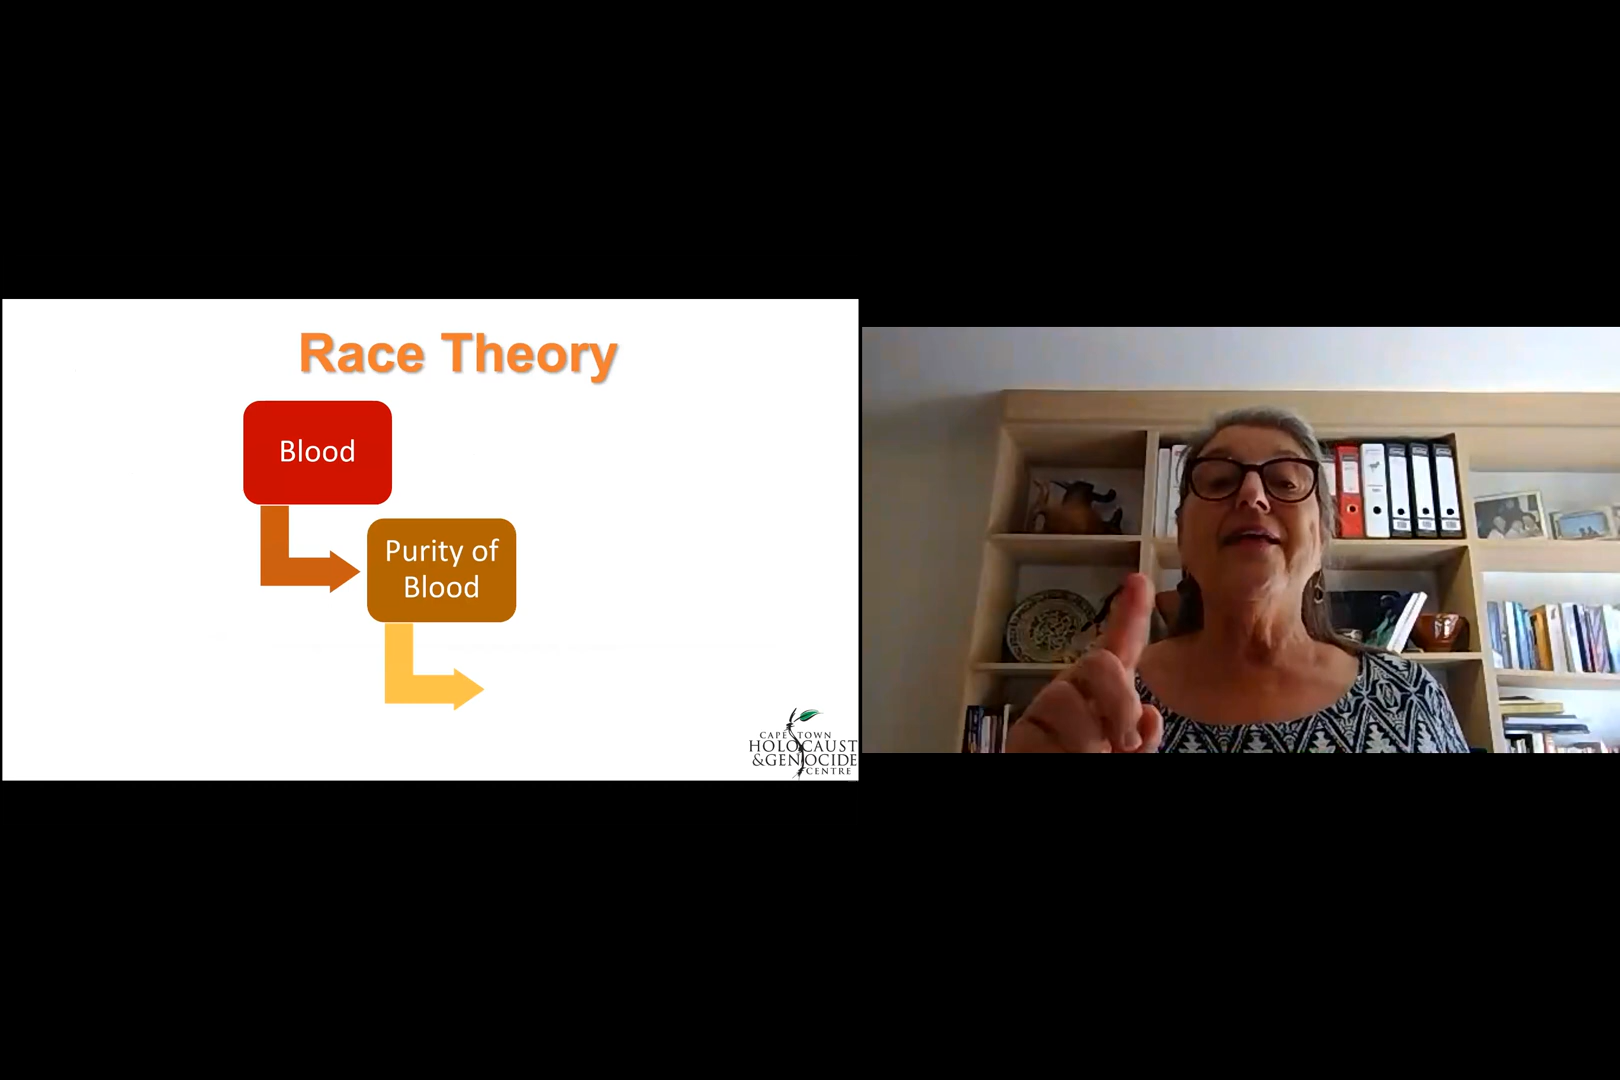 Race Theory
Blood
Purity of
Blood
CAPE TOWN
HOLOCAUST
&GENOCIDE
CENTRE